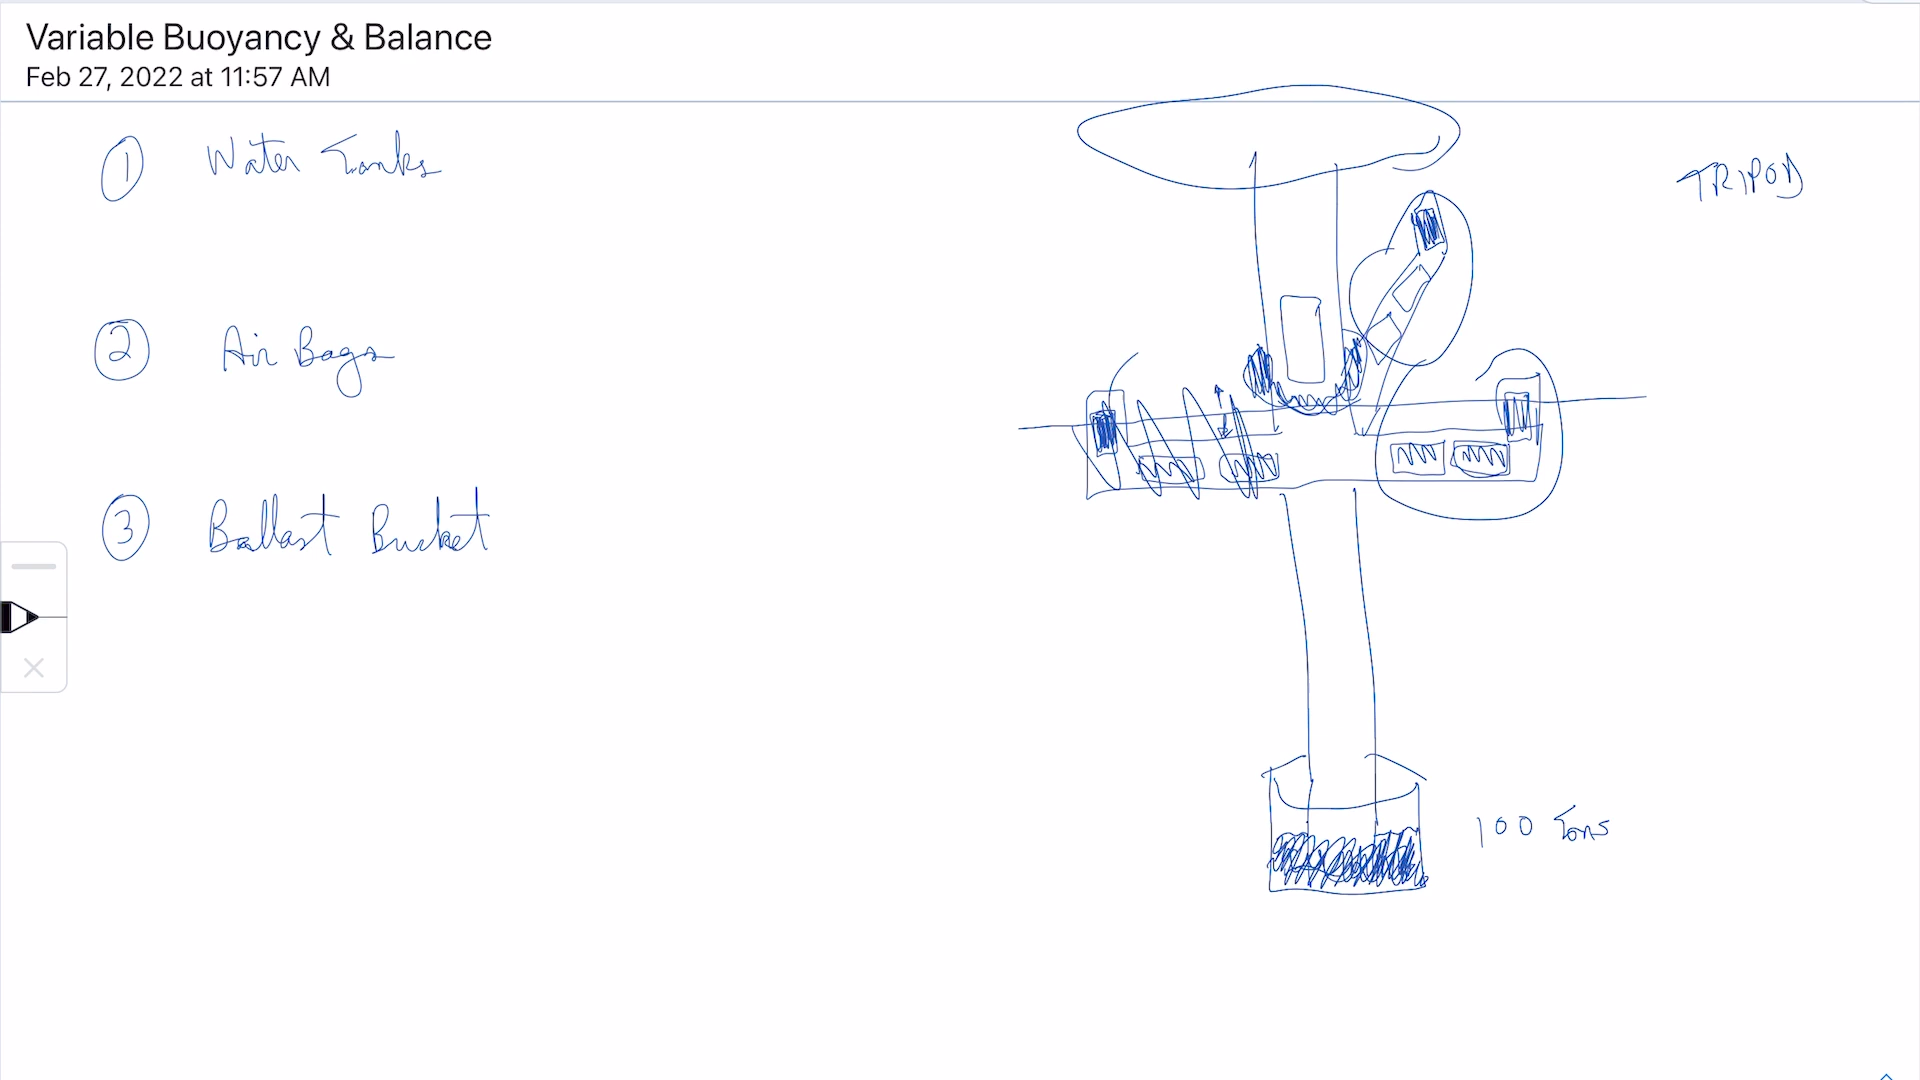 Variable Buoyancy & Balance
Feb 27, 2022 at 11:57 AM
① Water Tanks
TRIPOD
② Air Bags
③ Ballast Bucket
100 Tons